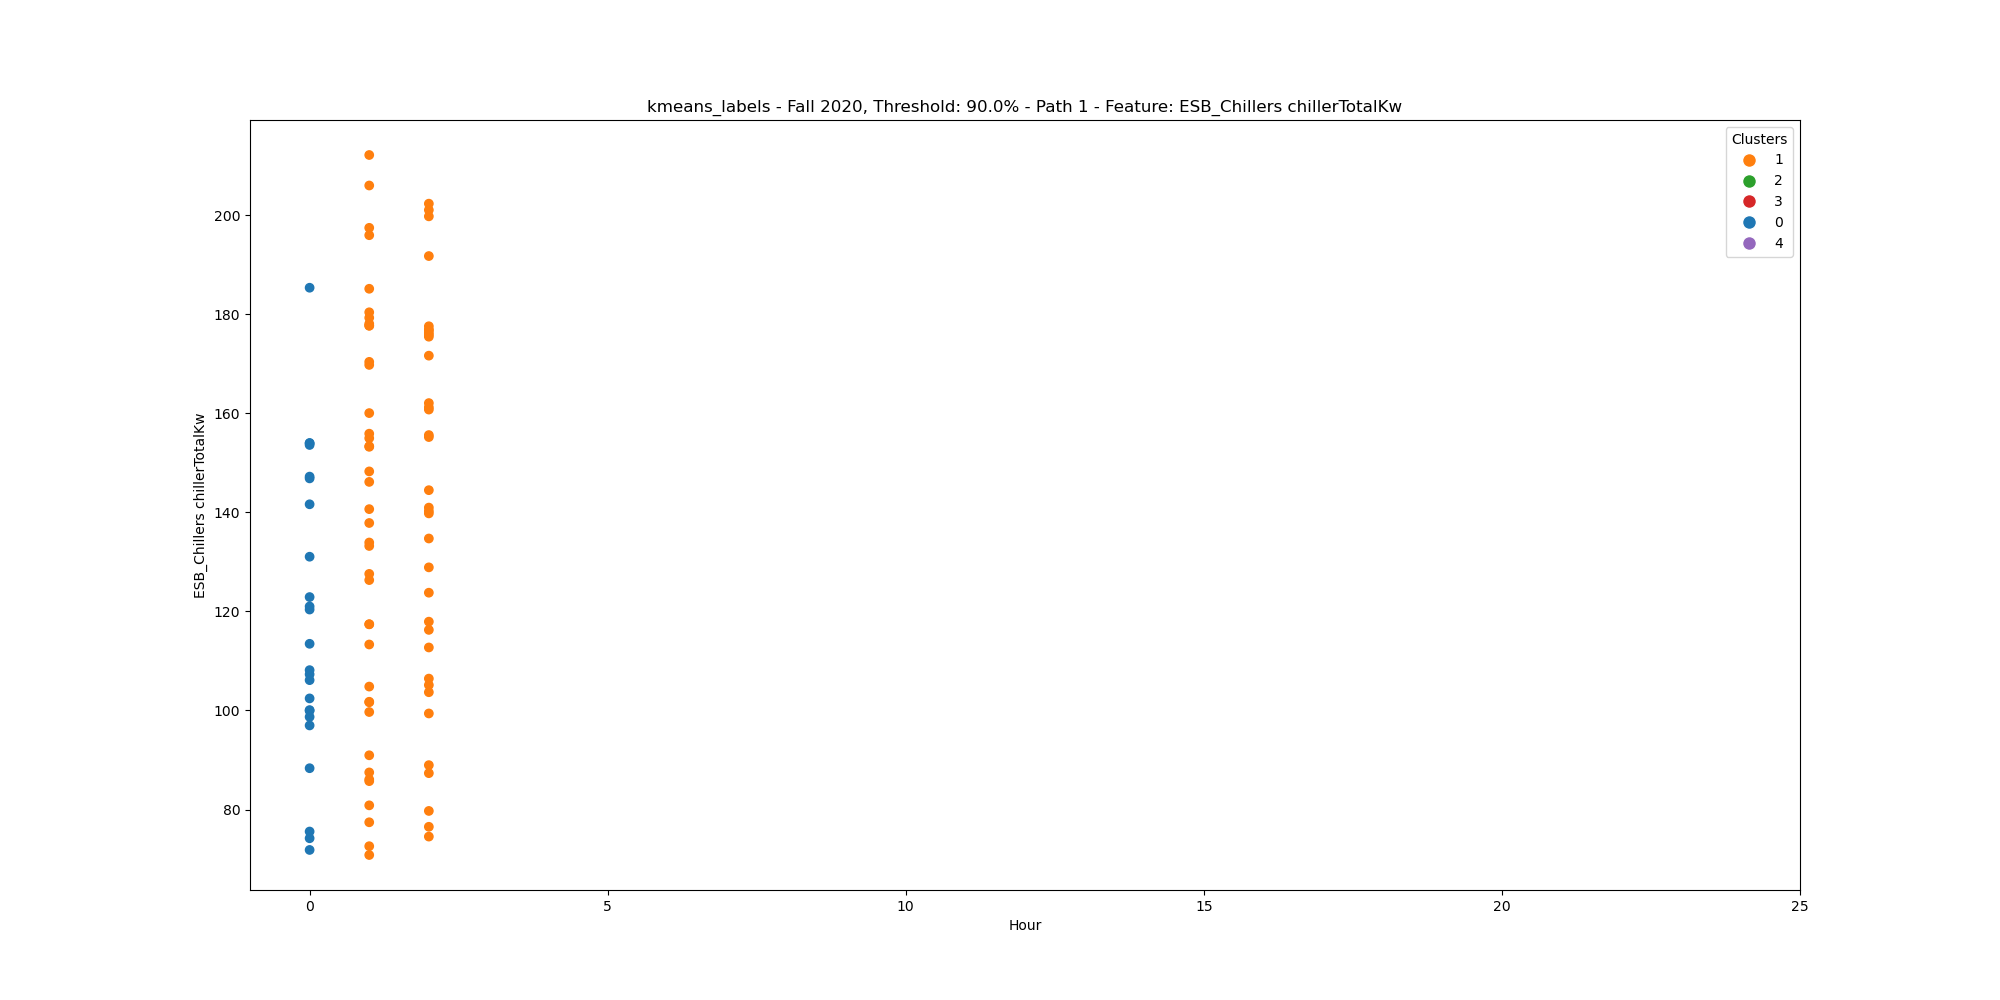 kmeans_labels - Fall 2020, Threshold: 90.0% - Path 1 - Feature: ESB_Chillers chillerTotalKw
Clusters
1
2
3
0
4
ESB_Chillers chillerTotalKw
200
180
160
140
120
100
80
0 5 10 15 20 25
Hour